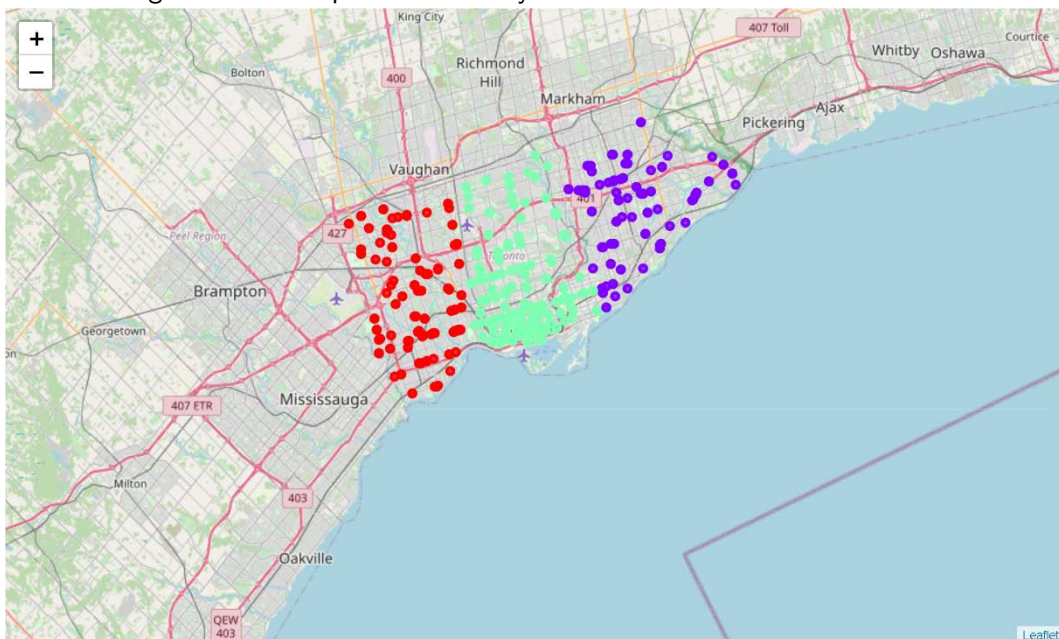 +
−
King City
407 Toll
Courtice
Whitby
Oshawa
Bolton
400
Richmond
Hill
Markham
Ajax
Pickering
Vaughan
401
427
Peel Region
Toronto
Brampton
Georgetown
on
Mississauga
407 ETR
Milton
403
Oakville
QEW
403
Leaflet